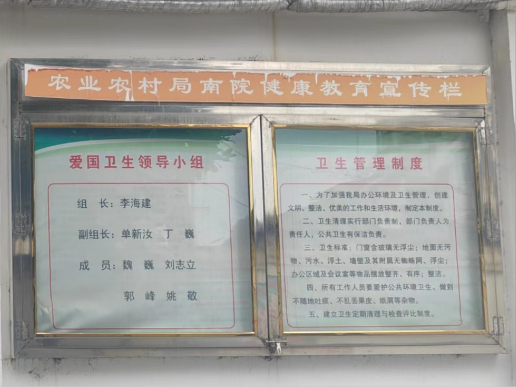 农业农村局南院健康教育宣传栏
爱国卫生领导小组
组 长：李海建
副组长：单新汝 丁 巍
成 员：魏 巍 刘志立
郭 峰 姚 敬
卫生管理制度
一、为了加强我局办公环境及卫生管理，创建
文明、整洁、优美的工作和生活环境，制定本制度。
二、卫生清理实行部门负责制，部门负责人为
责任人，公共卫生有保洁负责。
三、卫生标准：门窗含玻璃无浮尘；地面无污
物、污水、浮土、墙壁及其附属无蜘蛛网、浮尘；
办公区域及会议室等物品摆放整齐、有序；整洁。
四、所有工作人员要爱护公共环境卫生、做到
不随地吐痰、不乱丢果皮、纸屑等杂物。
五、建立卫生定期清理与检查评比制度。